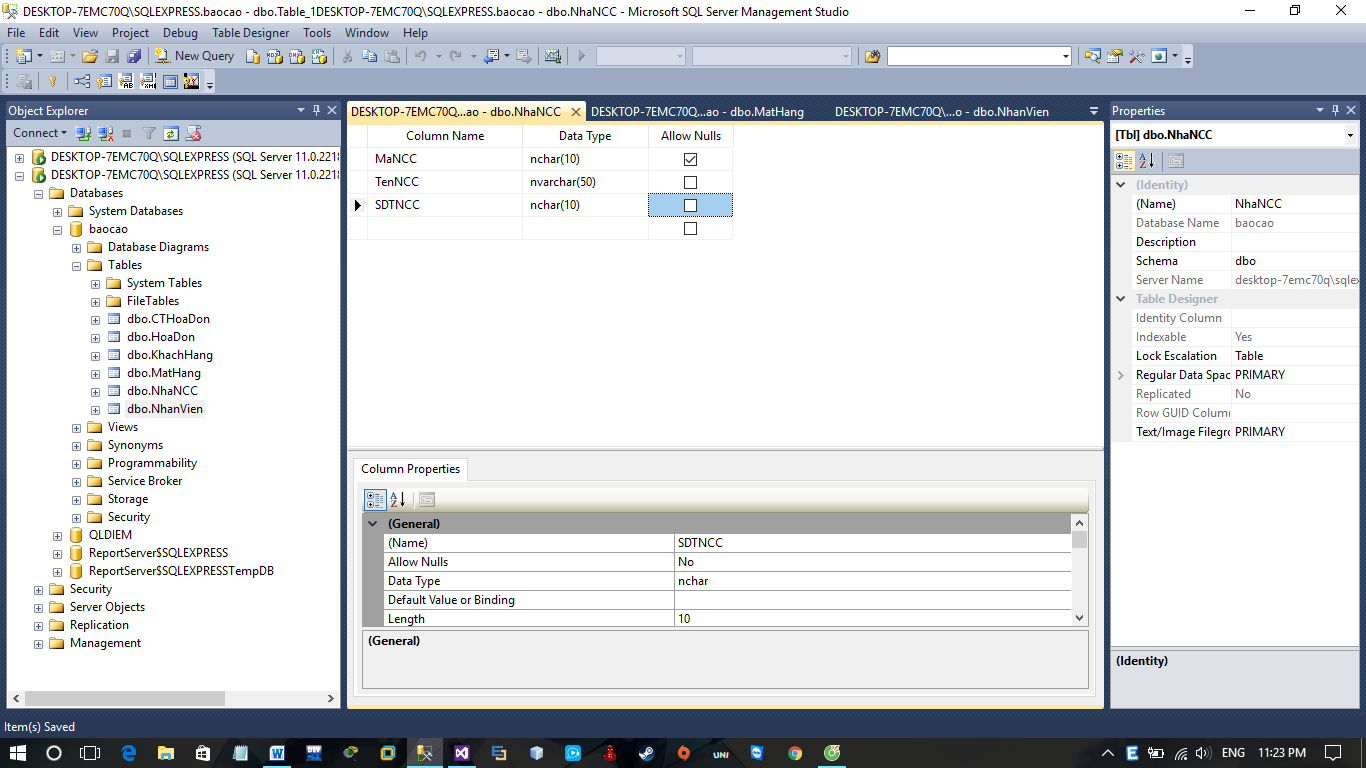 DESKTOP-7EMC70Q\SQLEXPRESS.baocao - dbo.Table_1DESKTOP-7EMC70Q\SQLEXPRESS.baocao - dbo.NhaNCC - Microsoft SQL Server Management Studio
File Edit View Project Debug Table Designer Tools Window Help
New Query
Object Explorer
Connect
DESKTOP-7EMC70Q\SQLEXPRESS (SQL Server 11.0.2218
DESKTOP-7EMC70Q\SQLEXPRESS (SQL Server 11.0.2218
Databases
System Databases
baocao
Database Diagrams
Tables
System Tables
FileTables
dbo.CTHoaDon
dbo.HoaDon
dbo.KhachHang
dbo.MatHang
dbo.NhaNCC
dbo.NhanVien
Views
Synonyms
Programmability
Service Broker
Storage
Security
QLDIEM
ReportServer$SQLEXPRESS
ReportServer$SQLEXPRESSTempDB
Security
Server Objects
Replication
Management
DESKTOP-7EMC70Q...ao - dbo.NhaNCC DESKTOP-7EMC70Q...ao - dbo.MatHang DESKTOP-7EMC70Q\...o - dbo.NhanVien
Column Name Data Type Allow Nulls
MaNCC nchar(10)
TenNCC nvarchar(50)
SDTNCC nchar(10)
Column Properties
(General)
(Name) SDTNCC
Allow Nulls No
Data Type nchar
Default Value or Binding
Length 10
(General)
Properties
[Tbl] dbo.NhaNCC
(Identity)
(Name) NhaNCC
Database Name baocao
Description
Schema dbo
Server Name desktop-7emc70q\sqlex
Table Designer
Identity Column
Indexable Yes
Lock Escalation Table
Regular Data Spac PRIMARY
Replicated No
Row GUID Colum
Text/Image Filegro PRIMARY
(Identity)
Item(s) Saved
UNI
ENG 11:23 PM